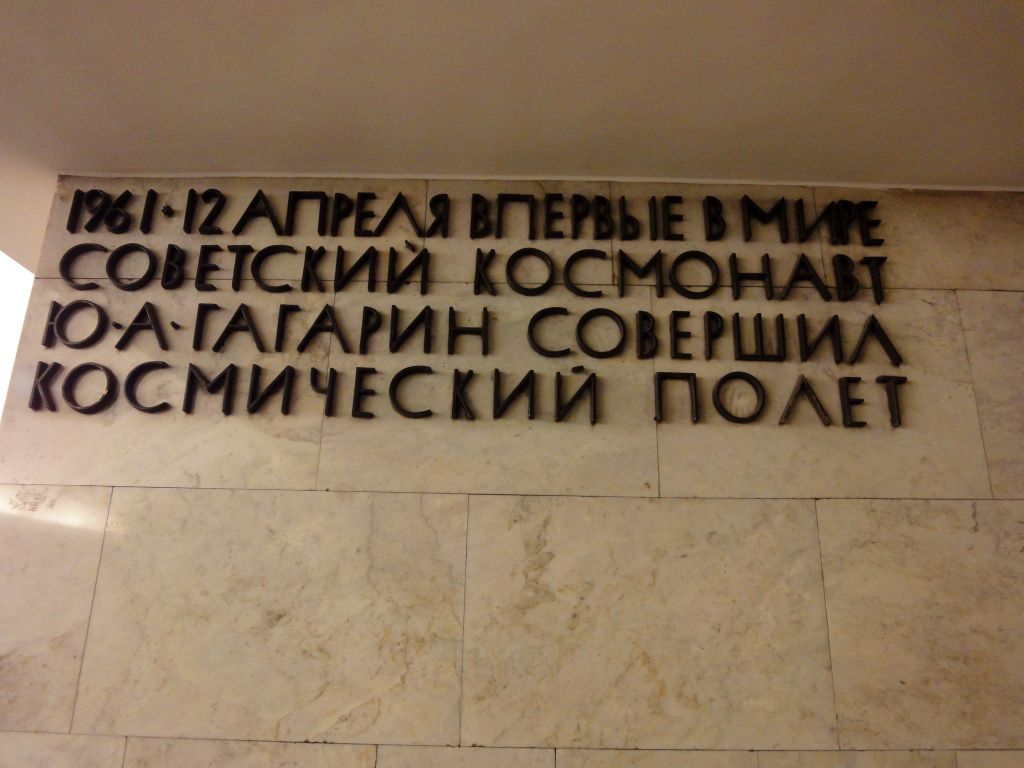 1961·12 АПРЕЛЯ ВПЕРВЫЕ В МИРЕ
СОВЕТСКИЙ КОСМОНАВТ
Ю·А·ГАГАРИН СОВЕРШИЛ
КОСМИЧЕСКИЙ ПОЛЕТ